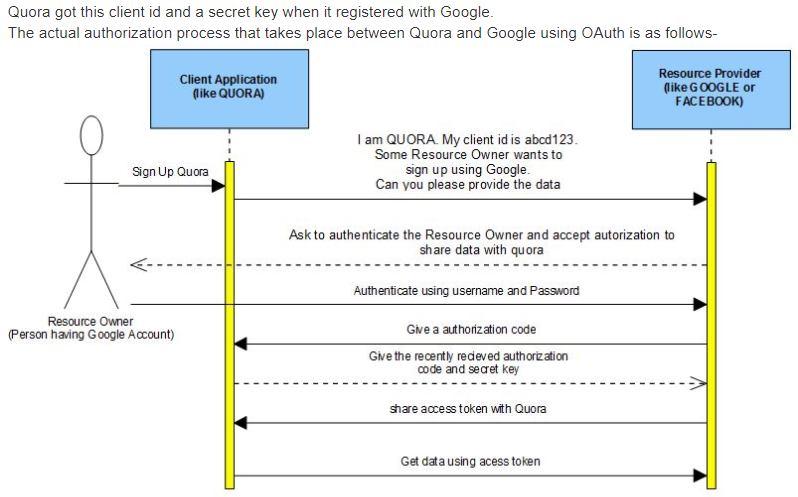 Quora got this client id and a secret key when it registered with Google.
The actual authorization process that takes place between Quora and Google using OAuth is as follows-
Client Application
(like QUORA)
Resource Provider
(like GOOGLE or
FACEBOOK)
I am QUORA. My client id is abcd123.
Some Resource Owner wants to
sign up using Google.
Can you please provide the data
Sign Up Quora
Ask to authenticate the Resource Owner and accept autorization to
share data with quora
Authenticate using username and Password
Resource Owner
(Person having Google Account)
Give a authorization code
Give the recently recieved authorization
code and secret key
share access token with Quora
Get data using acess token